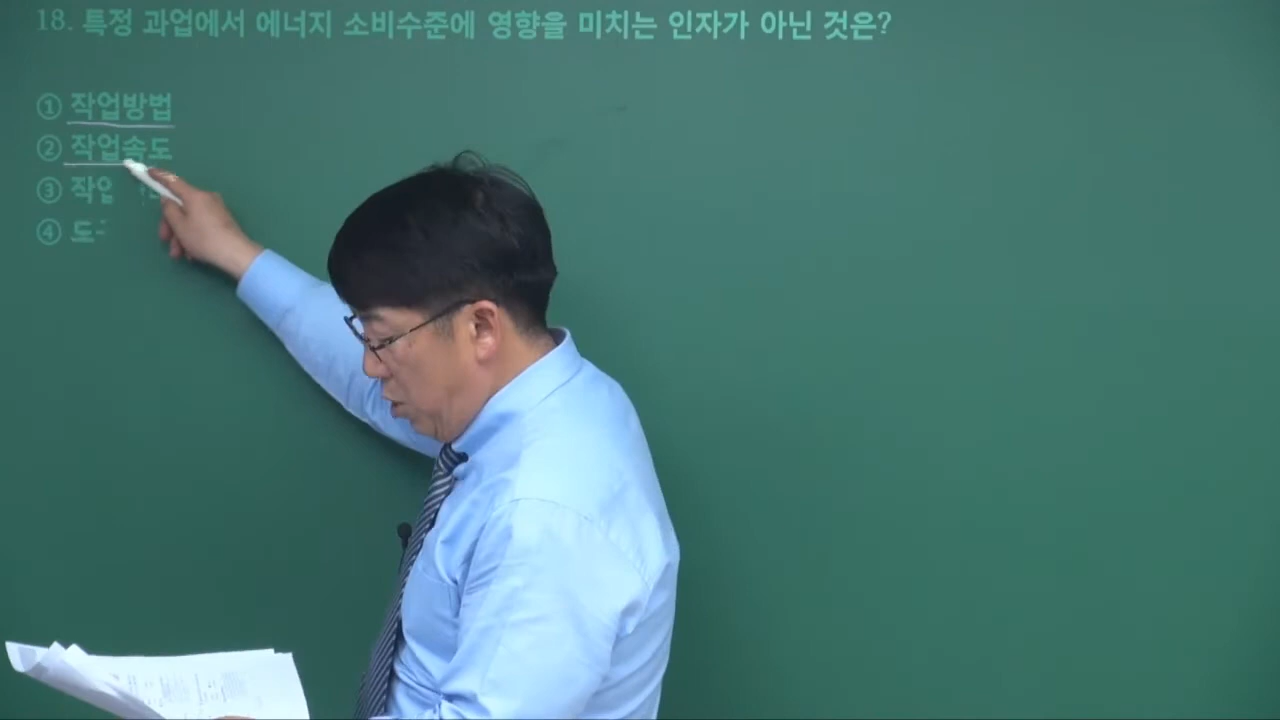 18. 특정 과업에서 에너지 소비수준에 영향을 미치는 인자가 아닌 것은?
① 작업방법
② 작업속도
③ 작업
④